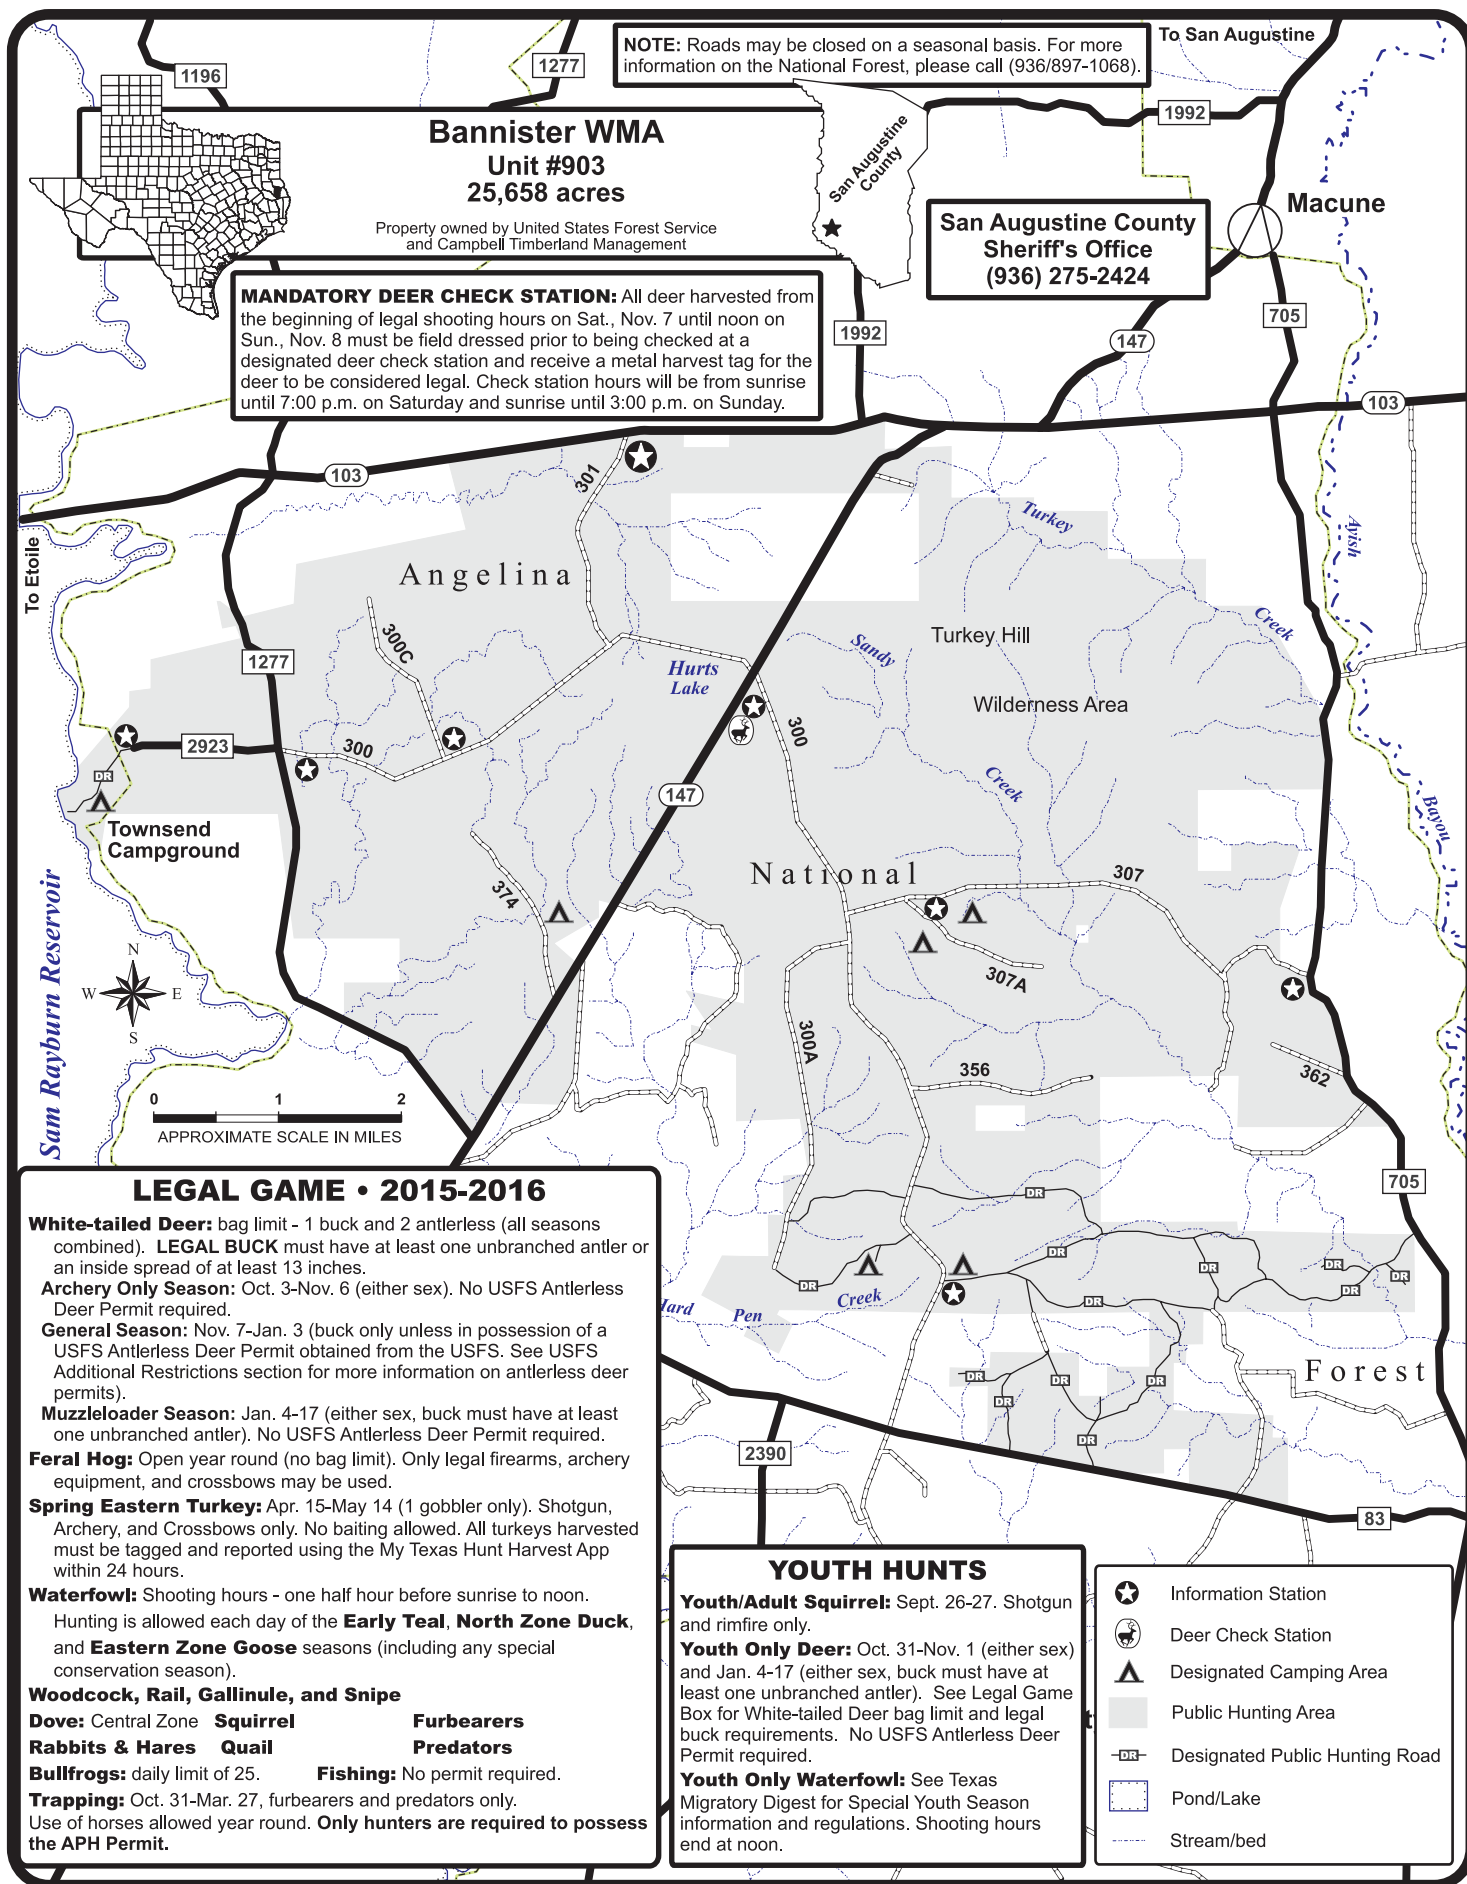 To San Augustine
NOTE: Roads may be closed on a seasonal basis. For more
information on the National Forest, please call (936/897-1068).
1196
1277
1992
Bannister WMA
Unit #903
25,658 acres
Property owned by United States Forest Service
and Campbell Timberland Management
San Augustine
County
San Augustine County
Sheriff's Office
(936) 275-2424
Macune
MANDATORY DEER CHECK STATION: All deer harvested from
the beginning of legal shooting hours on Sat., Nov. 7 until noon on
Sun., Nov. 8 must be field dressed prior to being checked at a
designated deer check station and receive a metal harvest tag for the
deer to be considered legal. Check station hours will be from sunrise
until 7:00 p.m. on Saturday and sunrise until 3:00 p.m. on Sunday.
1992
705
147
103
103
301
Turkey
Ayish
To Etoile
Angelina
Creek
300C
Sandy
Turkey Hill
1277
Hurts
Lake
Wilderness Area
300
2923
300
DR
147
Creek
Bayou
Townsend
Campground
National
307
374
Sam Rayburn Reservoir
N
W
E
S
307A
300A
356
362
0
1
2
APPROXIMATE SCALE IN MILES
705
DR
DR
DR
DR
DR
DR
DR
DR
Hard
Pen
Creek
Forest
DR
DR
DR
DR
DR
2390
83
LEGAL GAME • 2015-2016
White-tailed Deer: bag limit - 1 buck and 2 antlerless (all seasons
combined). LEGAL BUCK must have at least one unbranched antler or
an inside spread of at least 13 inches.
Archery Only Season: Oct. 3-Nov. 6 (either sex). No USFS Antlerless
Deer Permit required.
General Season: Nov. 7-Jan. 3 (buck only unless in possession of a
USFS Antlerless Deer Permit obtained from the USFS. See USFS
Additional Restrictions section for more information on antlerless deer
permits).
Muzzleloader Season: Jan. 4-17 (either sex, buck must have at least
one unbranched antler). No USFS Antlerless Deer Permit required.
Feral Hog: Open year round (no bag limit). Only legal firearms, archery
equipment, and crossbows may be used.
Spring Eastern Turkey: Apr. 15-May 14 (1 gobbler only). Shotgun,
Archery, and Crossbows only. No baiting allowed. All turkeys harvested
must be tagged and reported using the My Texas Hunt Harvest App
within 24 hours.
Waterfowl: Shooting hours - one half hour before sunrise to noon.
Hunting is allowed each day of the Early Teal, North Zone Duck,
and Eastern Zone Goose seasons (including any special
conservation season).
Woodcock, Rail, Gallinule, and Snipe
Dove: Central Zone Squirrel Furbearers
Rabbits & Hares Quail Predators
Bullfrogs: daily limit of 25. Fishing: No permit required.
Trapping: Oct. 31-Mar. 27, furbearers and predators only.
Use of horses allowed year round. Only hunters are required to possess
the APH Permit.
YOUTH HUNTS
Youth/Adult Squirrel: Sept. 26-27. Shotgun
and rimfire only.
Youth Only Deer: Oct. 31-Nov. 1 (either sex)
and Jan. 4-17 (either sex, buck must have at
least one unbranched antler). See Legal Game
Box for White-tailed Deer bag limit and legal
buck requirements. No USFS Antlerless Deer
Permit required.
Youth Only Waterfowl: See Texas
Migratory Digest for Special Youth Season
information and regulations. Shooting hours
end at noon.
Information Station
Deer Check Station
Designated Camping Area
Public Hunting Area
DR Designated Public Hunting Road
Pond/Lake
Stream/bed